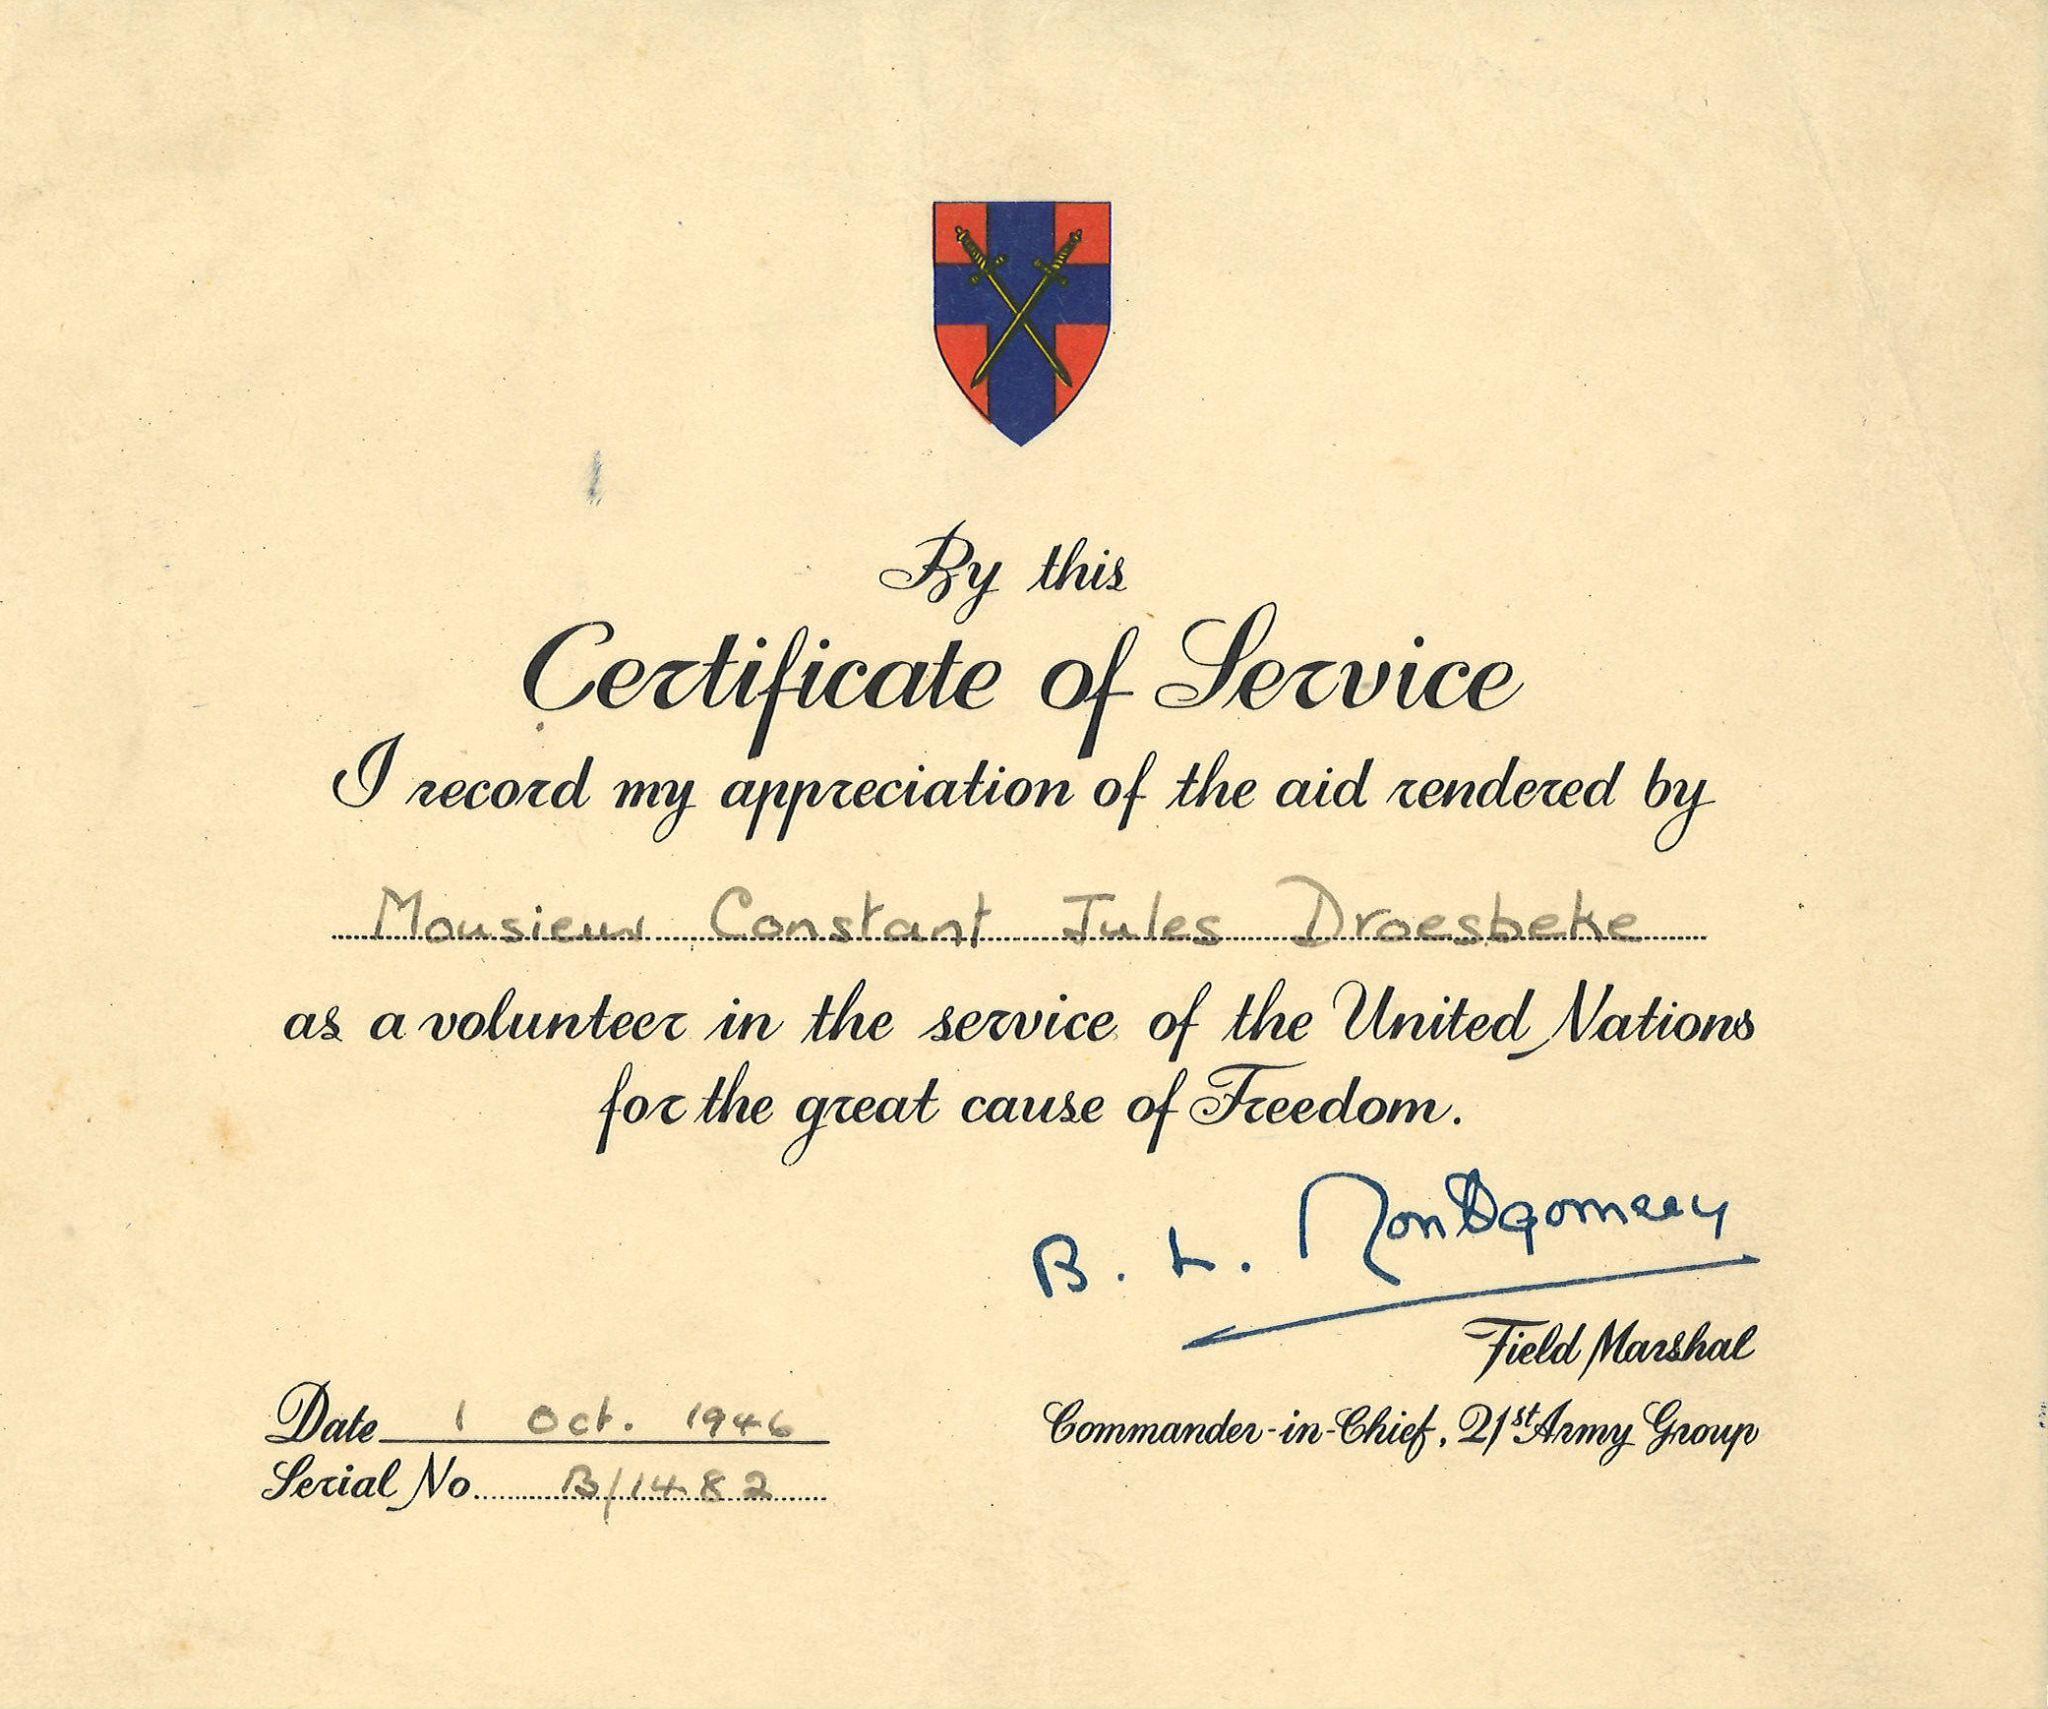 By this
Certificate of Service
I record my appreciation of the aid rendered by
Monsieur Constant Jules Droesbeke
as a volunteer in the service of the United Nations
for the great cause of Freedom.
B. L. Montgomery
Field Marshal
Date 1 Oct. 1946
Commander-in-Chief, 21st Army Group
Serial No. B/1482